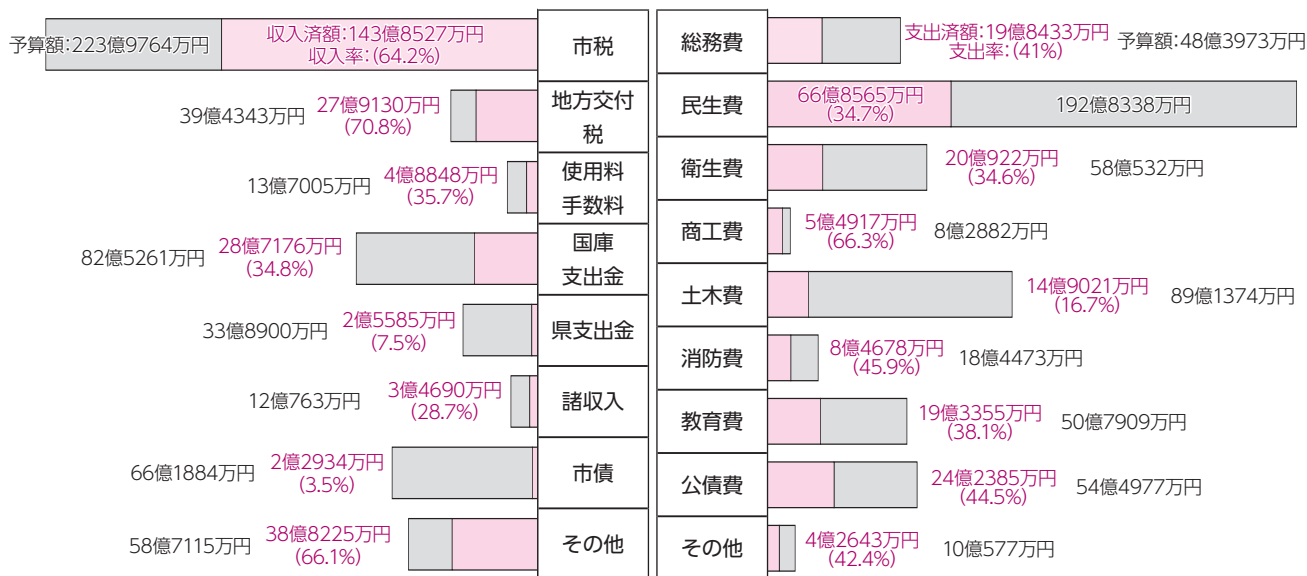 予算額:223億9764万円
収入済額:143億8527万円
収入率:(64.2%)
市税
39億4343万円
27億9130万円
(70.8%)
地方交付
税
13億7005万円
4億8848万円
(35.7%)
使用料
手数料
82億5261万円
28億7176万円
(34.8%)
国庫
支出金
33億8900万円
2億5585万円
(7.5%)
県支出金
12億763万円
3億4690万円
(28.7%)
諸収入
66億1884万円
2億2934万円
(3.5%)
市債
58億7115万円
38億8225万円
(66.1%)
その他
総務費
支出済額:19億8433万円
支出率:(41%)
予算額:48億3973万円
民生費
66億8565万円
(34.7%)
192億8338万円
衛生費
20億922万円
(34.6%)
58億532万円
商工費
5億4917万円
(66.3%)
8億2882万円
土木費
14億9021万円
(16.7%)
89億1374万円
消防費
8億4678万円
(45.9%)
18億4473万円
教育費
19億3355万円
(38.1%)
50億7909万円
公債費
24億2385万円
(44.5%)
54億4977万円
その他
4億2643万円
(42.4%)
10億577万円